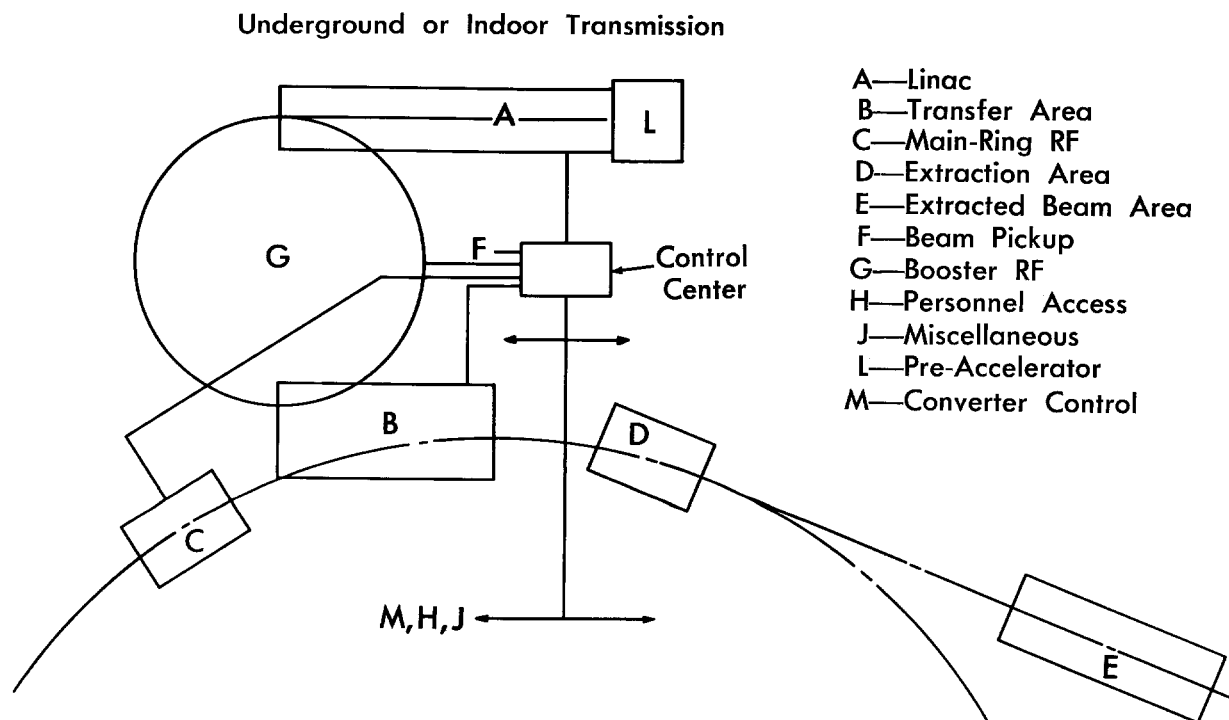 Underground or Indoor Transmission
A
L
A—Linac
B—Transfer Area
C—Main-Ring RF
D—Extraction Area
E—Extracted Beam Area
F—Beam Pickup
G—Booster RF
H—Personnel Access
J—Miscellaneous
L—Pre-Accelerator
M—Converter Control
F
G
Control
Center
B
D
C
M,H,J
E